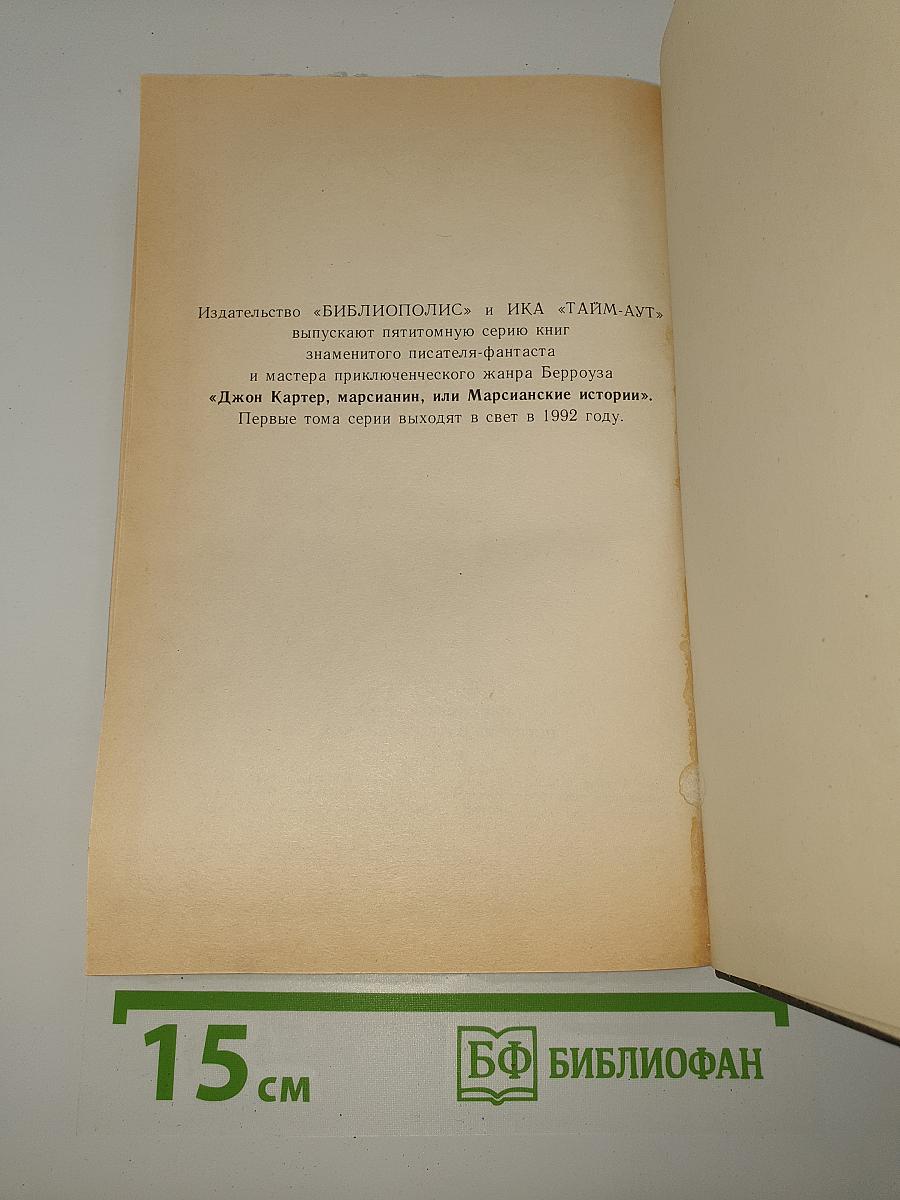 Издательство «БИБЛИОПОЛИС» и ИКА «ТАЙМ-АУТ»
выпускают пятитомную серию книг
знаменитого писателя-фантаста
и мастера приключенческого жанра Берроуза
«Джон Картер, марсианин, или Марсианские истории».
Первые тома серии выходят в свет в 1992 году.
15 см
БФ БИБЛИОФАН